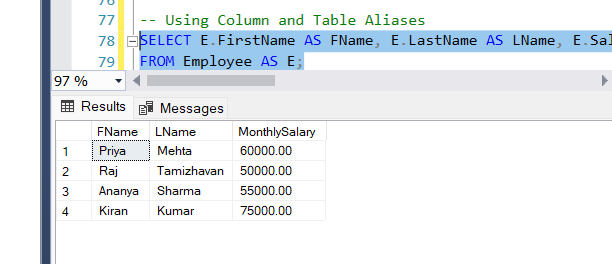 77 -- Using Column and Table Aliases
78 SELECT E.FirstName AS FName, E.LastName AS LName, E.Sal
79 FROM Employee AS E;
97 %
Results Messages
FName LName MonthlySalary
1 Priya Mehta 60000.00
2 Raj Tamizhavan 50000.00
3 Ananya Sharma 55000.00
4 Kiran Kumar 75000.00